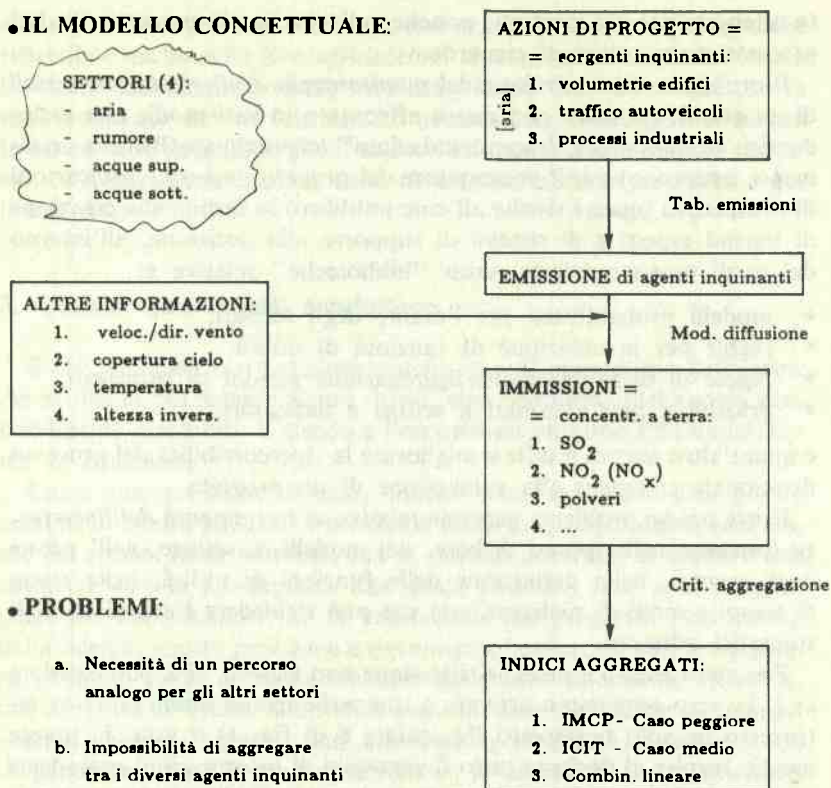 • IL MODELLO CONCETTUALE:
SETTORI (4):
- aria
- rumore
- acque sup.
- acque sott.
ALTRE INFORMAZIONI:
1. veloc./dir. vento
2. copertura cielo
3. temperatura
4. altezza invers.
AZIONI DI PROGETTO =
= sorgenti inquinanti:
[aria]
1. volumetrie edifici
2. traffico autoveicoli
3. processi industriali
Tab. emissioni
EMISSIONE di agenti inquinanti
Mod. diffusione
IMMISSIONI =
= concentr. a terra:
1. SO2
2. NO2 (NOx)
3. polveri
4. ...
Crit. aggregazione
INDICI AGGREGATI:
1. IMCP - Caso peggiore
2. ICIT - Caso medio
3. Combin. lineare
• PROBLEMI:
a. Necessità di un percorso
analogo per gli altri settori
b. Impossibilità di aggregare
tra i diversi agenti inquinanti